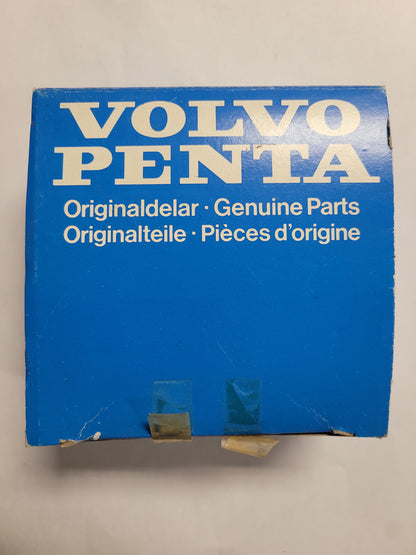 VOLVO
PENTA
Originaldelar · Genuine Parts
Originalteile · Pièces d'origine